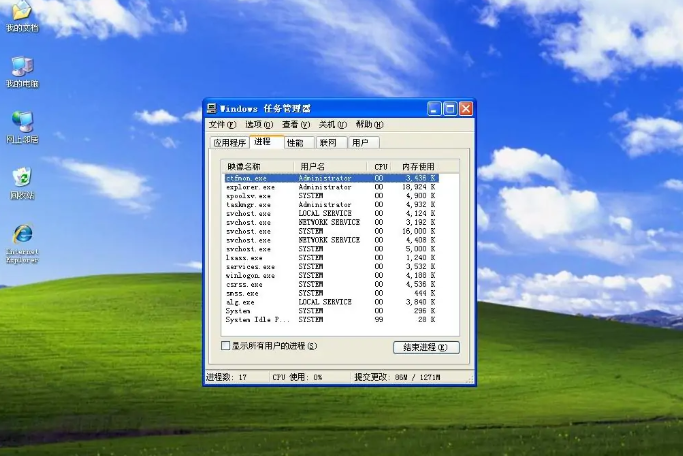 我的文档
我的电脑
网上邻居
回收站
Internet
Explorer
Windows 任务管理器
文件(F) 选项(O) 查看(V) 关机(U) 帮助(H)
应用程序 进程 性能 联网 用户
映像名称 用户名 CPU 内存使用
ctfmon.exe Administrator 00 3,436 K
explorer.exe Administrator 00 18,924 K
spoolsv.exe SYSTEM 00 4,900 K
taskmgr.exe Administrator 00 4,932 K
svchost.exe LOCAL SERVICE 00 4,124 K
svchost.exe NETWORK SERVICE 00 3,192 K
svchost.exe SYSTEM 00 16,000 K
svchost.exe NETWORK SERVICE 00 4,408 K
svchost.exe SYSTEM 00 5,000 K
lsass.exe SYSTEM 00 1,240 K
services.exe SYSTEM 00 3,532 K
winlogon.exe SYSTEM 00 4,188 K
csrss.exe SYSTEM 00 4,536 K
smss.exe SYSTEM 00 444 K
alg.exe LOCAL SERVICE 00 3,840 K
System SYSTEM 00 296 K
System Idle P... SYSTEM 99 28 K
显示所有用户的进程(S)
结束进程(E)
进程数: 17 CPU 使用: 0% 提交更改: 86M / 1271M